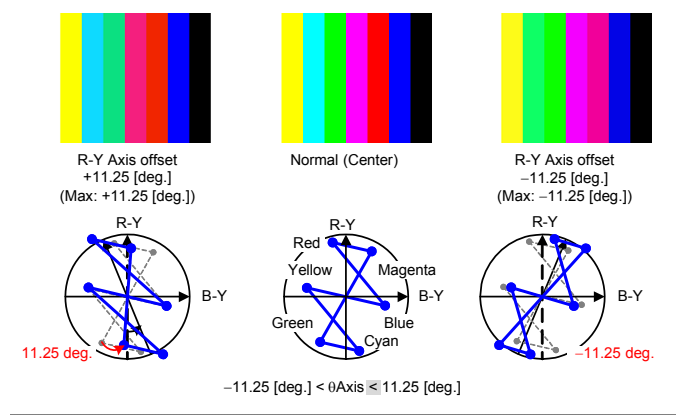 R-Y Axis offset
+11.25 [deg.]
(Max: +11.25 [deg.])
Normal (Center)
R-Y Axis offset
−11.25 [deg.]
(Max: −11.25 [deg.])
R-Y
B-Y
11.25 deg.
R-Y
Red
Yellow
Magenta
B-Y
Green
Blue
Cyan
R-Y
B-Y
−11.25 deg.
−11.25 [deg.] < θAxis < 11.25 [deg.]